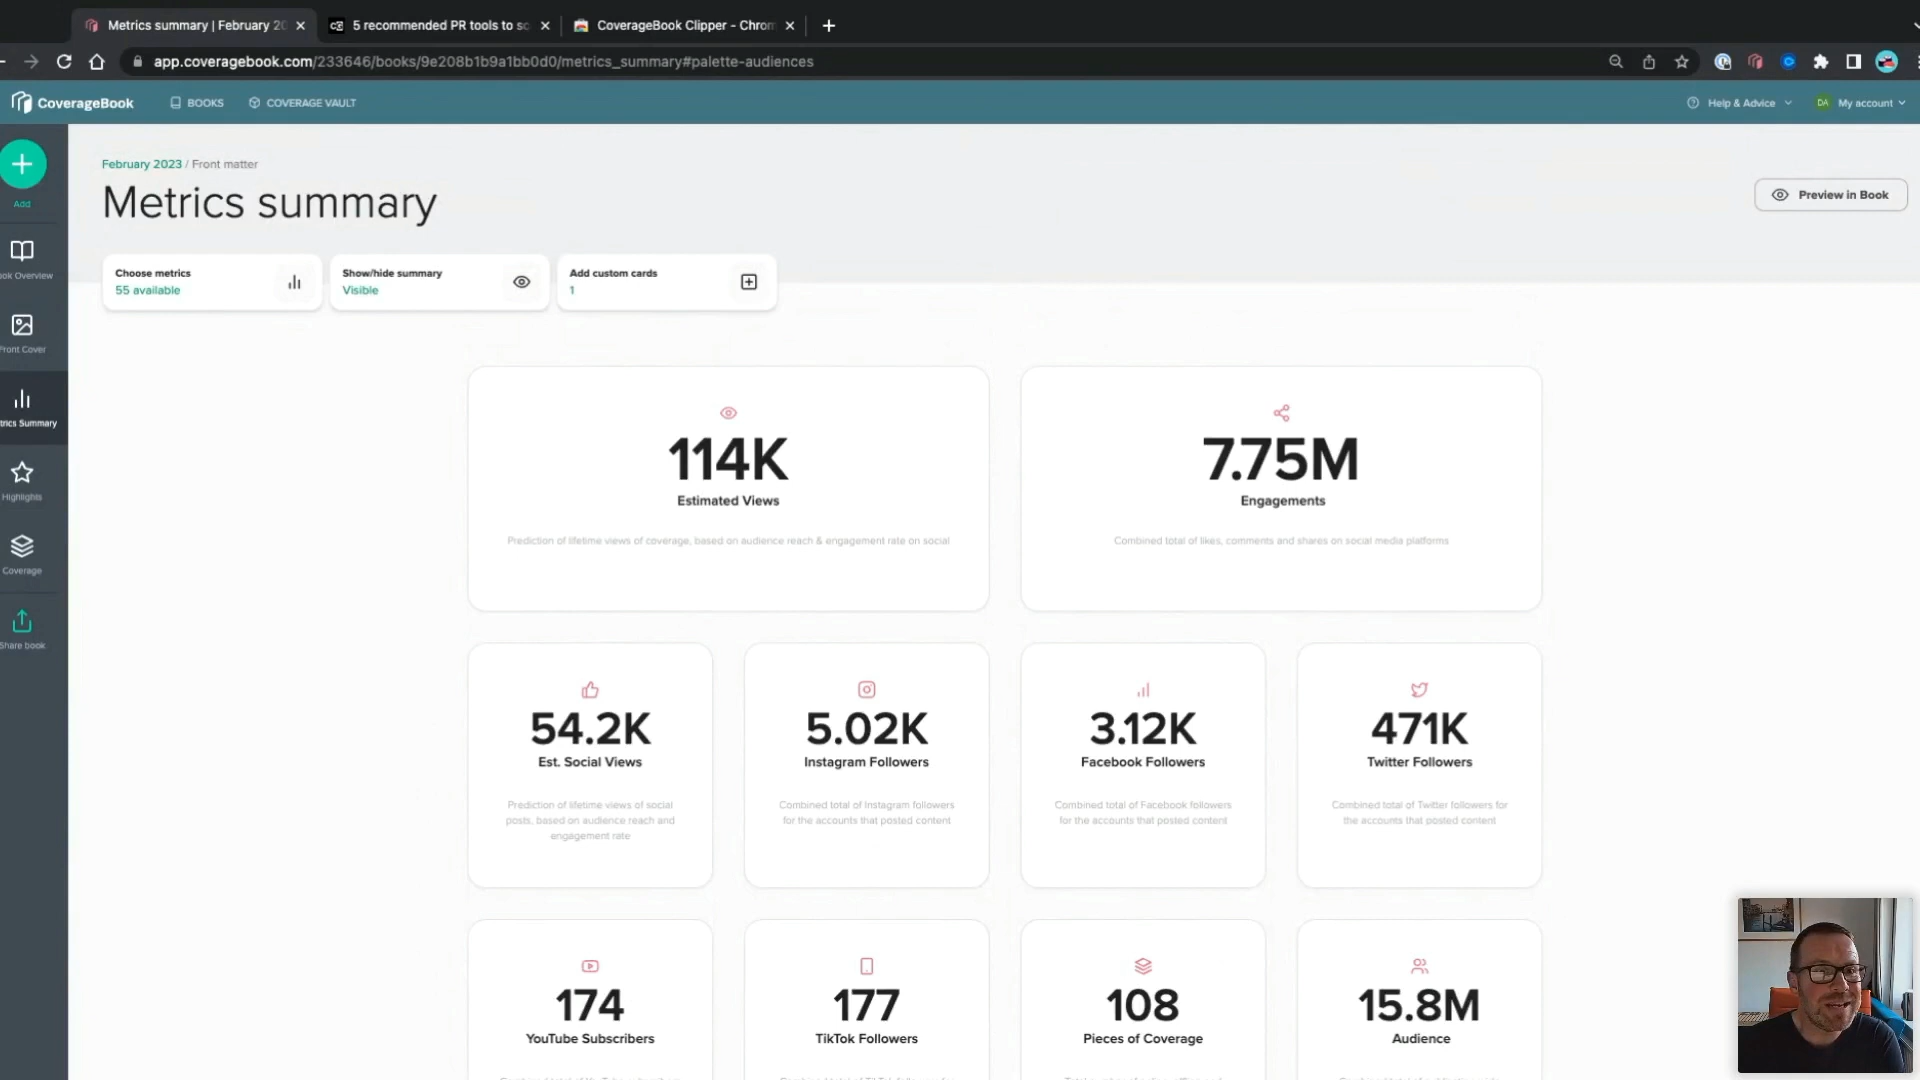 Metrics summary | February 20
5 recommended PR tools to sc
CoverageBook Clipper - Chrom
app.coveragebook.com/233646/books/9e208b1b9a1bb0d0/metrics_summary#palette-audiences
CoverageBook
BOOKS
COVERAGE VAULT
Help & Advice
DA
My account
Add
ook Overview
Front Cover
trics Summary
Highlights
Coverage
Share book
February 2023 / Front matter
Metrics summary
Preview in Book
Choose metrics
55 available
Show/hide summary
Visible
Add custom cards
1
114K
Estimated Views
Prediction of lifetime views of coverage, based on audience reach & engagement rate on social
7.75M
Engagements
Combined total of likes, comments and shares on social media platforms
54.2K
Est. Social Views
Prediction of lifetime views of social
posts, based on audience reach and
engagement rate
5.02K
Instagram Followers
Combined total of Instagram followers
for the accounts that posted content
3.12K
Facebook Followers
Combined total of Facebook followers
for the accounts that posted content
471K
Twitter Followers
Combined total of Twitter followers for
the accounts that posted content
174
YouTube Subscribers
177
TikTok Followers
108
Pieces of Coverage
15.8M
Audience